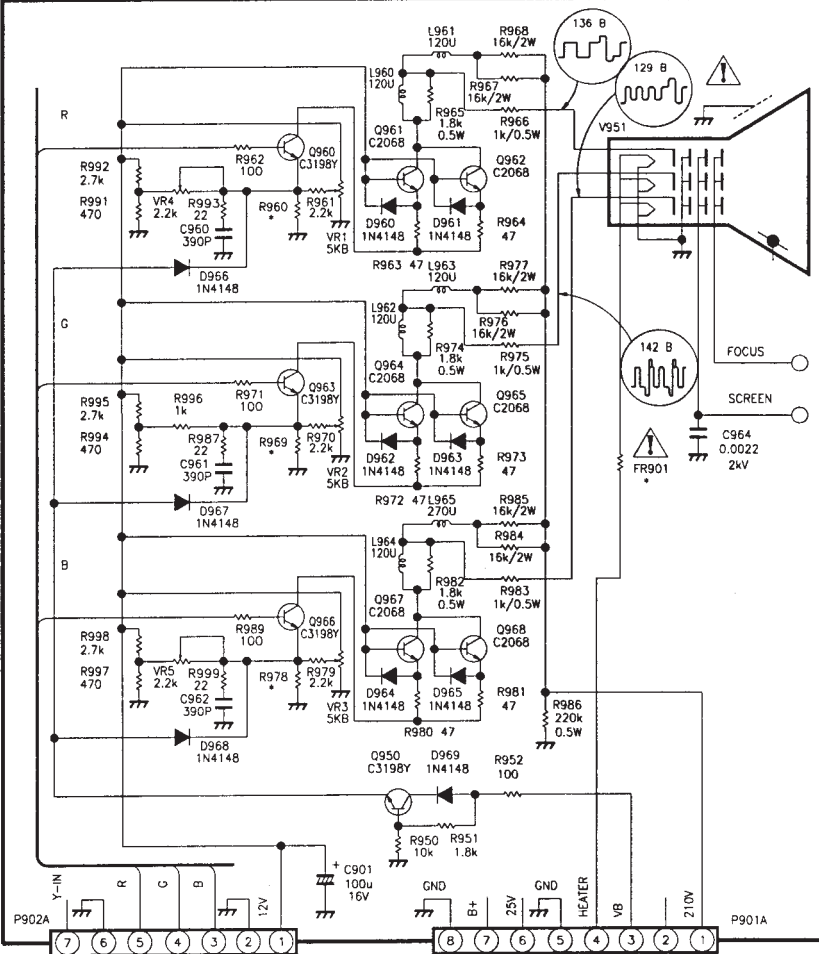 136 B
129 B
V951
L961
120U
R968
16k/2W
L960
120U
R967
16k/2W
R965
1.8k
0.5W
R966
1k/0.5W
R
Q960
C3198Y
R962
100
Q961
C2068
Q962
C2068
R992
2.7k
R991
470
VR4
2.2k
R993
22
C960
390P
R960
*
R961
2.2k
VR1
5KB
D960
1N4148
D961
1N4148
R964
47
R963 47
D966
1N4148
L963
120U
R977
16k/2W
G
L962
120U
R976
16k/2W
R974
1.8k
0.5W
R975
1k/0.5W
142 B
FOCUS
SCREEN
C964
0.0022
2kV
FR901
*
Q963
C3198Y
R971
100
Q964
C2068
Q965
C2068
R995
2.7k
R996
1k
R994
470
R987
22
C961
390P
R969
*
R970
2.2k
VR2
5KB
D962
1N4148
D963
1N4148
R973
47
R972 47
D967
1N4148
L965
270U
R985
16k/2W
B
L964
120U
R984
16k/2W
R982
1.8k
0.5W
R983
1k/0.5W
Q966
C3198Y
R989
100
Q967
C2068
Q968
C2068
R998
2.7k
R997
470
VR5
2.2k
R999
22
C962
390P
R978
*
R979
2.2k
VR3
5KB
D964
1N4148
D965
1N4148
R981
47
R980 47
R986
220k
0.5W
D968
1N4148
Q950
C3198Y
D969
1N4148
R952
100
R950
10k
R951
1.8k
+
C901
100u
16V
Y-IN
R
G
B
12V
GND
B+
25V
GND
HEATER
VB
210V
P902A
7 6 5 4 3 2 1
8 7 6 5 4 3 2 1
P901A